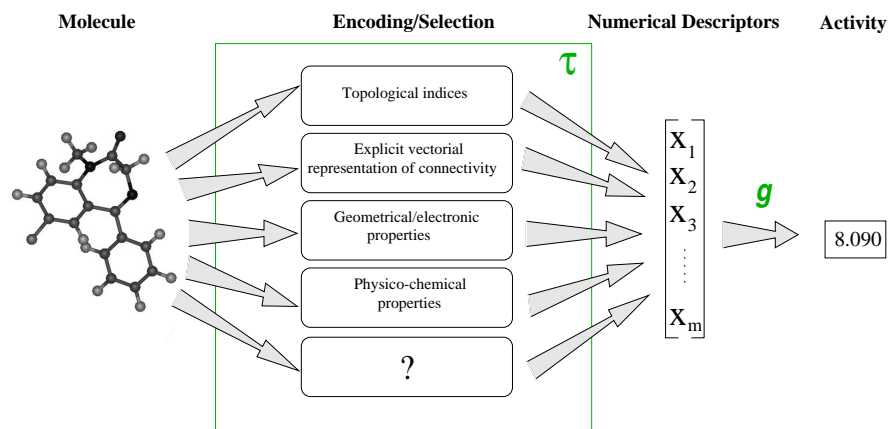 Molecule
Encoding/Selection
Numerical Descriptors
Activity
τ
Topological indices
Explicit vectorial
representation of connectivity
Geometrical/electronic
properties
Physico-chemical
properties
?
X1
X2
X3
......
Xm
g
8.090